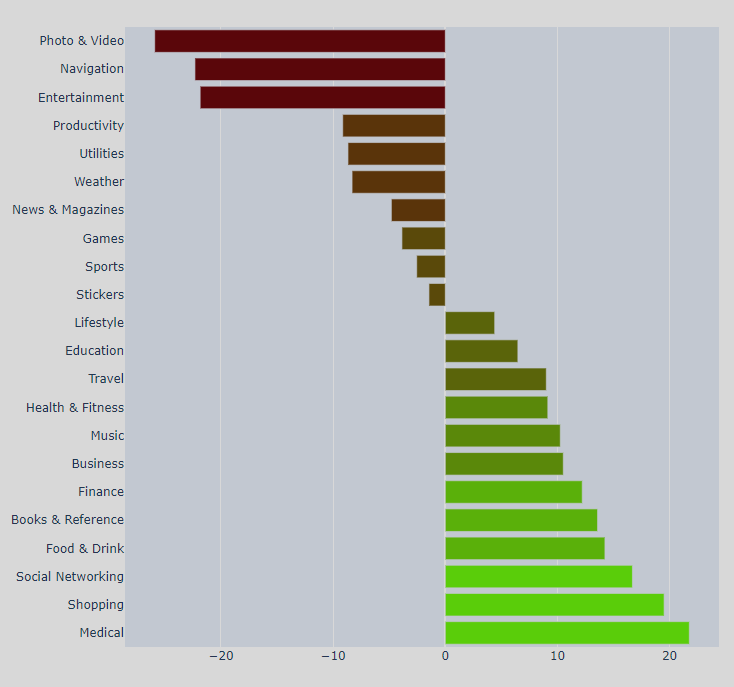 Photo & Video
Navigation
Entertainment
Productivity
Utilities
Weather
News & Magazines
Games
Sports
Stickers
Lifestyle
Education
Travel
Health & Fitness
Music
Business
Finance
Books & Reference
Food & Drink
Social Networking
Shopping
Medical
−20 −10 0 10 20